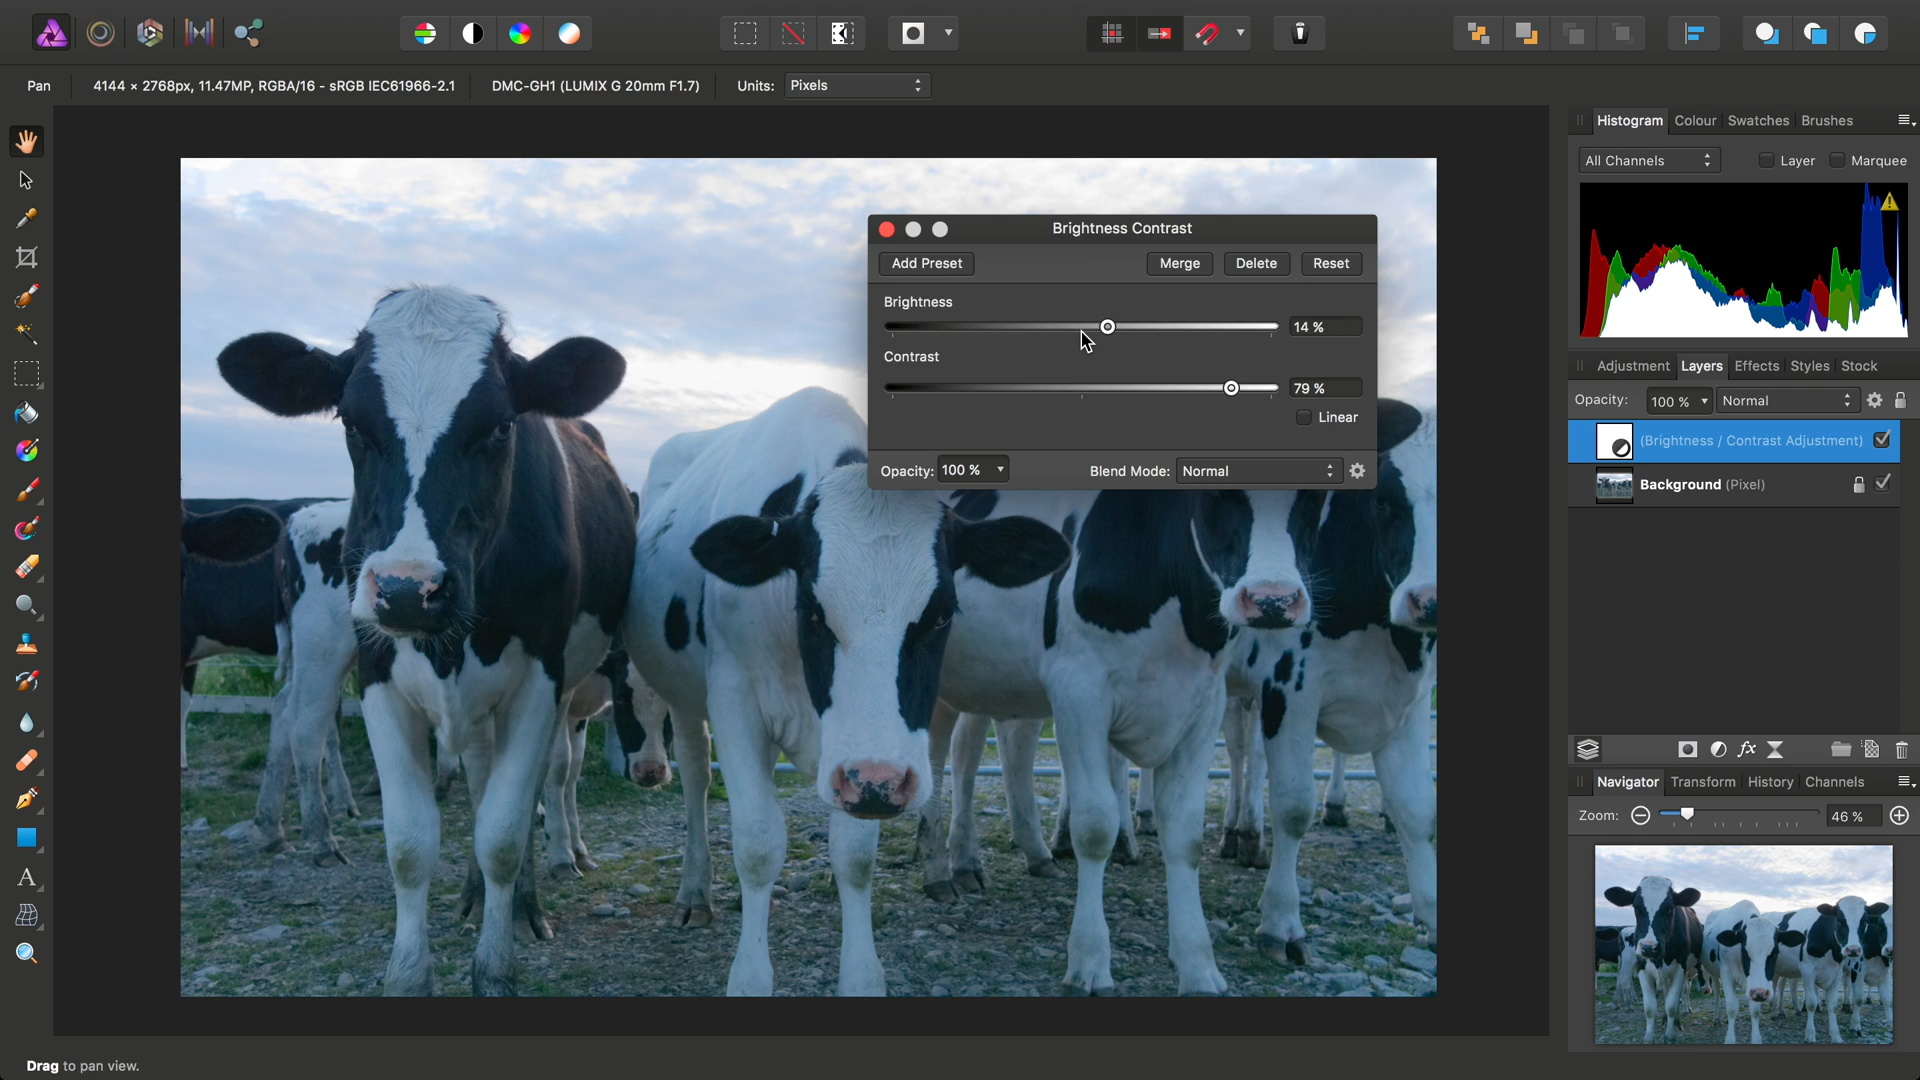 Pan
4144 × 2768px, 11.47MP, RGBA/16 - sRGB IEC61966-2.1
DMC-GH1 (LUMIX G 20mm F1.7)
Units: Pixels
Histogram Colour Swatches Brushes
All Channels Layer Marquee
Brightness Contrast
Add Preset Merge Delete Reset
Brightness
14 %
Contrast
79 %
Linear
Opacity: 100 % Blend Mode: Normal
Adjustment Layers Effects Styles Stock
Opacity: 100 % Normal
(Brightness / Contrast Adjustment)
Background (Pixel)
fx
Navigator Transform History Channels
Zoom: 46 %
A
Drag to pan view.